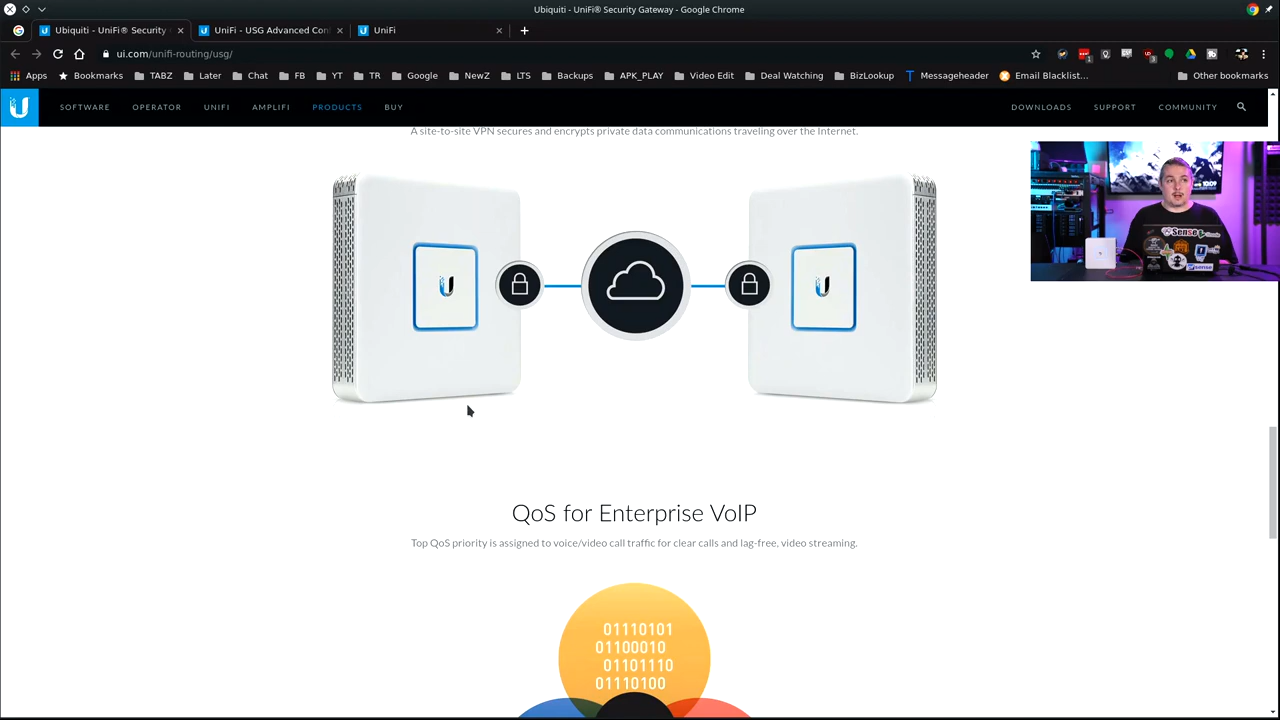 Ubiquiti - UniFi® Security Gateway - Google Chrome
Ubiquiti - UniFi® Security
UniFi - USG Advanced Con
UniFi
ui.com/unifi-routing/usg/
Apps
Bookmarks
TABZ
Later
Chat
FB
YT
TR
Google
NewZ
LTS
Backups
APK_PLAY
Video Edit
Deal Watching
BizLookup
Messageheader
Email Blacklist...
Other bookmarks
SOFTWARE
OPERATOR
UNIFI
AMPLIFI
PRODUCTS
BUY
DOWNLOADS
SUPPORT
COMMUNITY
A site-to-site VPN secures and encrypts private data communications traveling over the Internet.
QoS for Enterprise VoIP
Top QoS priority is assigned to voice/video call traffic for clear calls and lag-free, video streaming.
01110101
01100010
01101110
01110100